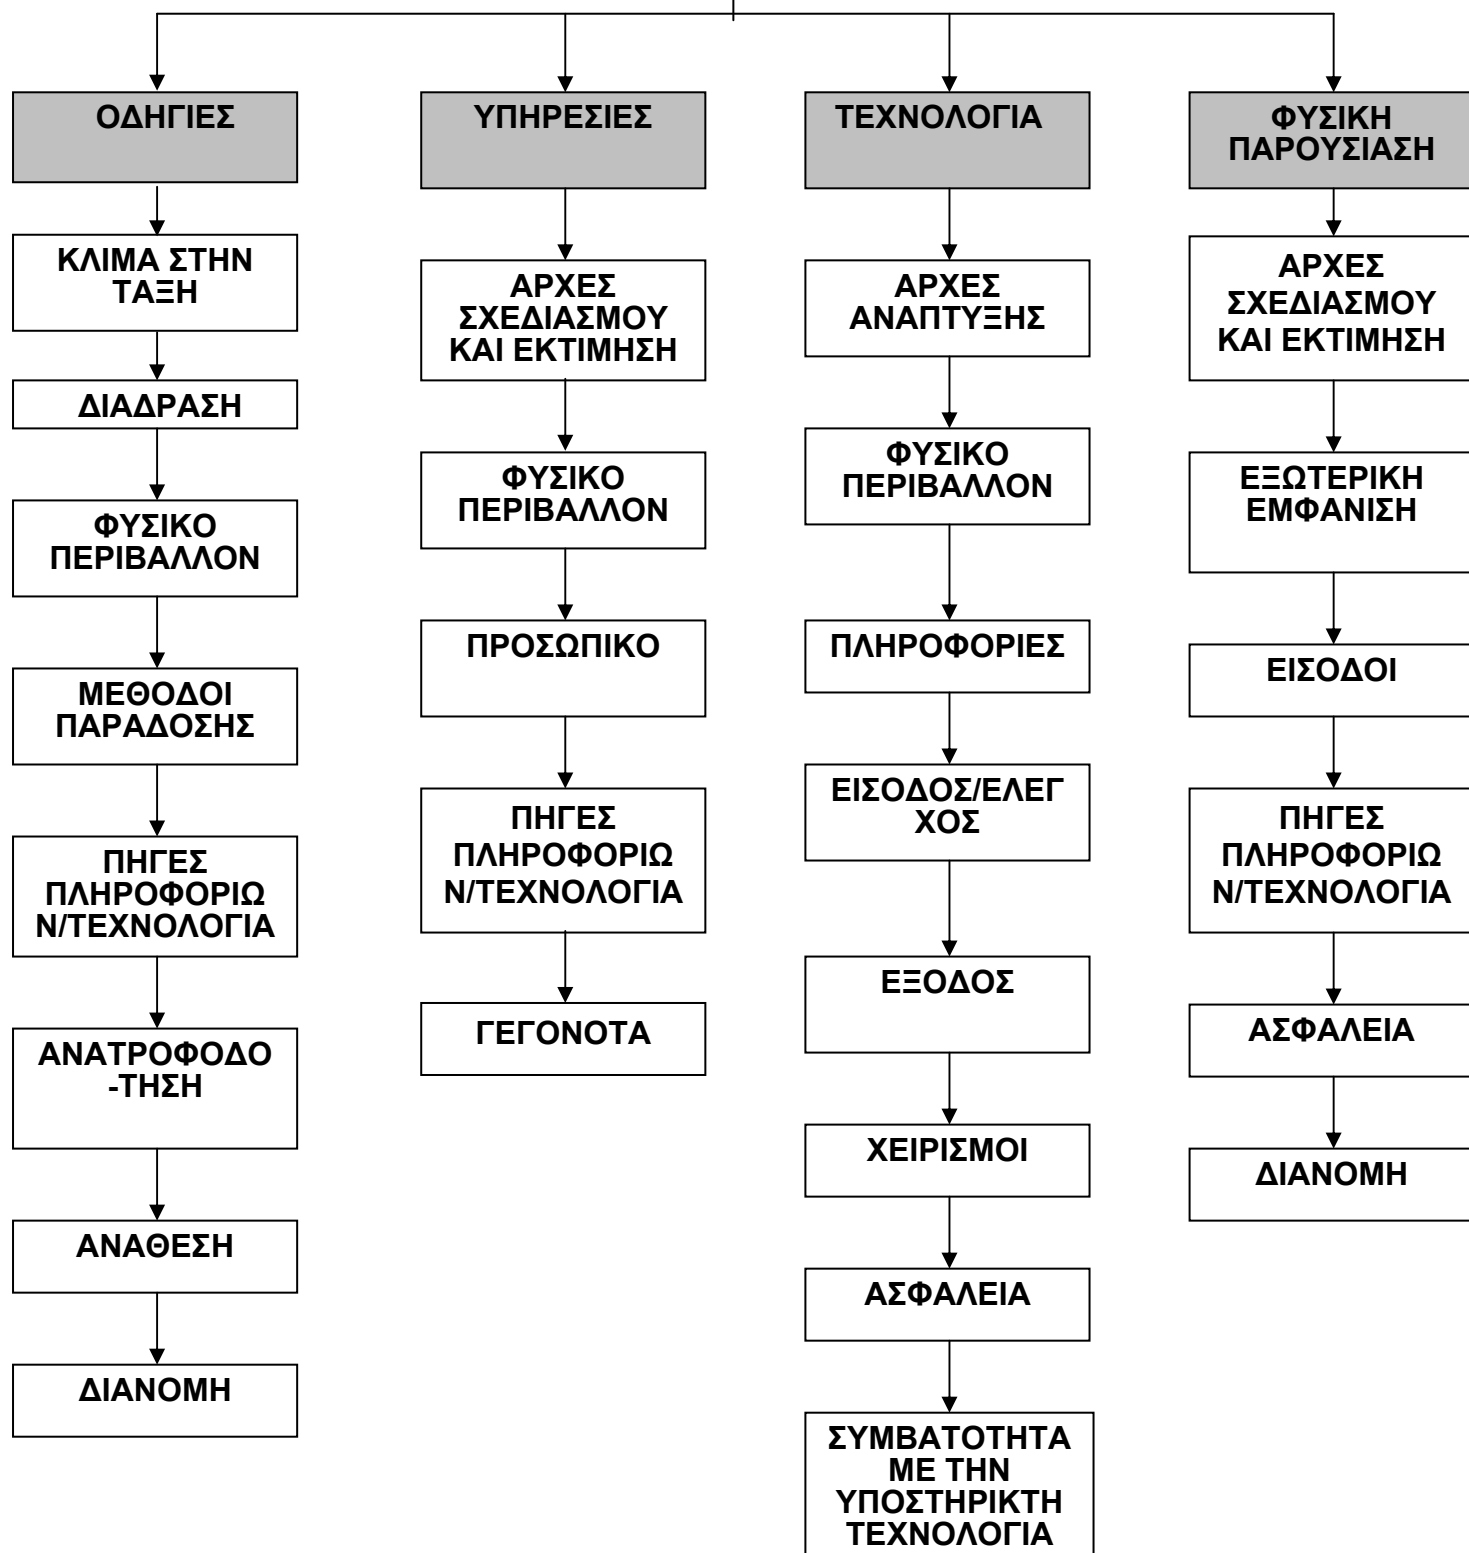 ΟΔΗΓΙΕΣ
ΚΛΙΜΑ ΣΤΗΝ
ΤΑΞΗ
ΔΙΑΔΡΑΣΗ
ΦΥΣΙΚΟ
ΠΕΡΙΒΑΛΛΟΝ
ΜΕΘΟΔΟΙ
ΠΑΡΑΔΟΣΗΣ
ΠΗΓΕΣ
ΠΛΗΡΟΦΟΡΙΩ
Ν/ΤΕΧΝΟΛΟΓΙΑ
ΑΝΑΤΡΟΦΟΔΟ
-ΤΗΣΗ
ΑΝΑΘΕΣΗ
ΔΙΑΝΟΜΗ
ΥΠΗΡΕΣΙΕΣ
ΑΡΧΕΣ
ΣΧΕΔΙΑΣΜΟΥ
ΚΑΙ ΕΚΤΙΜΗΣΗ
ΦΥΣΙΚΟ
ΠΕΡΙΒΑΛΛΟΝ
ΠΡΟΣΩΠΙΚΟ
ΠΗΓΕΣ
ΠΛΗΡΟΦΟΡΙΩ
Ν/ΤΕΧΝΟΛΟΓΙΑ
ΓΕΓΟΝΟΤΑ
ΤΕΧΝΟΛΟΓΙΑ
ΑΡΧΕΣ
ΑΝΑΠΤΥΞΗΣ
ΦΥΣΙΚΟ
ΠΕΡΙΒΑΛΛΟΝ
ΠΛΗΡΟΦΟΡΙΕΣ
ΕΙΣΟΔΟΣ/ΕΛΕΓ
ΧΟΣ
ΕΞΟΔΟΣ
ΧΕΙΡΙΣΜΟΙ
ΑΣΦΑΛΕΙΑ
ΣΥΜΒΑΤΟΤΗΤΑ
ΜΕ ΤΗΝ
ΥΠΟΣΤΗΡΙΚΤΗ
ΤΕΧΝΟΛΟΓΙΑ
ΦΥΣΙΚΗ
ΠΑΡΟΥΣΙΑΣΗ
ΑΡΧΕΣ
ΣΧΕΔΙΑΣΜΟΥ
ΚΑΙ ΕΚΤΙΜΗΣΗ
ΕΞΩΤΕΡΙΚΗ
ΕΜΦΑΝΙΣΗ
ΕΙΣΟΔΟΙ
ΠΗΓΕΣ
ΠΛΗΡΟΦΟΡΙΩ
Ν/ΤΕΧΝΟΛΟΓΙΑ
ΑΣΦΑΛΕΙΑ
ΔΙΑΝΟΜΗ